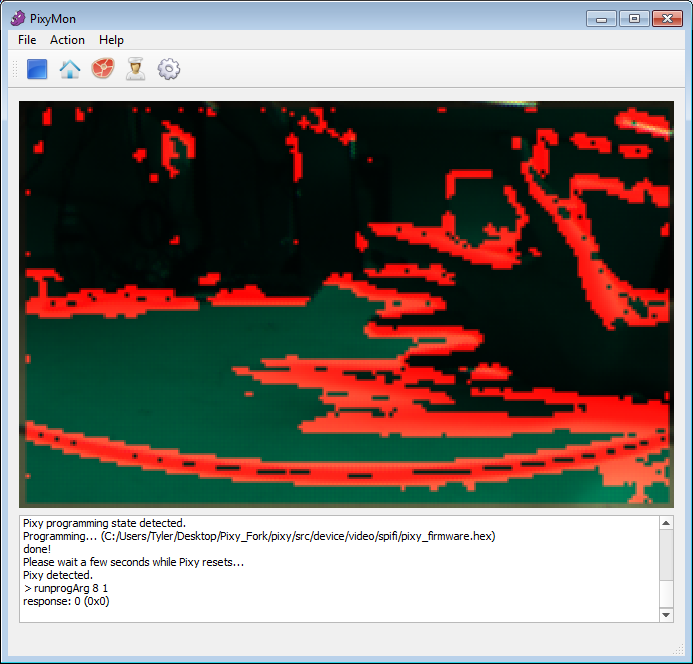 PixyMon
File Action Help
Pixy programming state detected.
Programming... (C:/Users/Tyler/Desktop/Pixy_Fork/pixy/src/device/video/spifi/pixy_firmware.hex)
done!
Please wait a few seconds while Pixy resets...
Pixy detected.
> runprogArg 8 1
response: 0 (0x0)